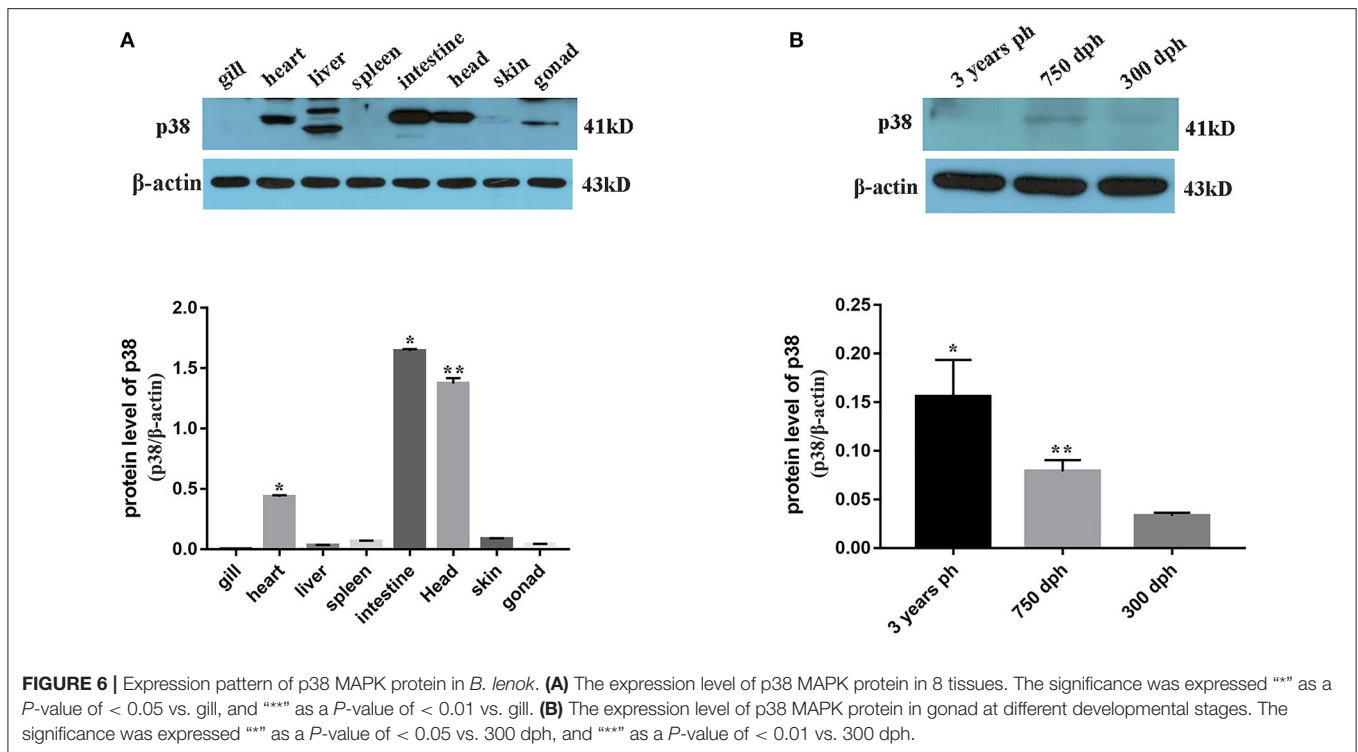 A
B
gill heart liver spleen intestine head skin gonad
3 years ph 750 dph 300 dph
p38
41kD
p38
41kD
β-actin
43kD
β-actin
43kD
protein level of p38
(p38/β-actin)
2.0
1.5
1.0
0.5
0.0
*
*
**
gill heart liver spleen intestine Head skin gonad
protein level of p38
(p38/β-actin)
0.25
0.20
0.15
0.10
0.05
0.00
*
**
3 years ph 750 dph 300 dph
FIGURE 6 | Expression pattern of p38 MAPK protein in B. lenok. (A) The expression level of p38 MAPK protein in 8 tissues. The significance was expressed “*” as a
P-value of < 0.05 vs. gill, and “**” as a P-value of < 0.01 vs. gill. (B) The expression level of p38 MAPK protein in gonad at different developmental stages. The
significance was expressed “*” as a P-value of < 0.05 vs. 300 dph, and “**” as a P-value of < 0.01 vs. 300 dph.